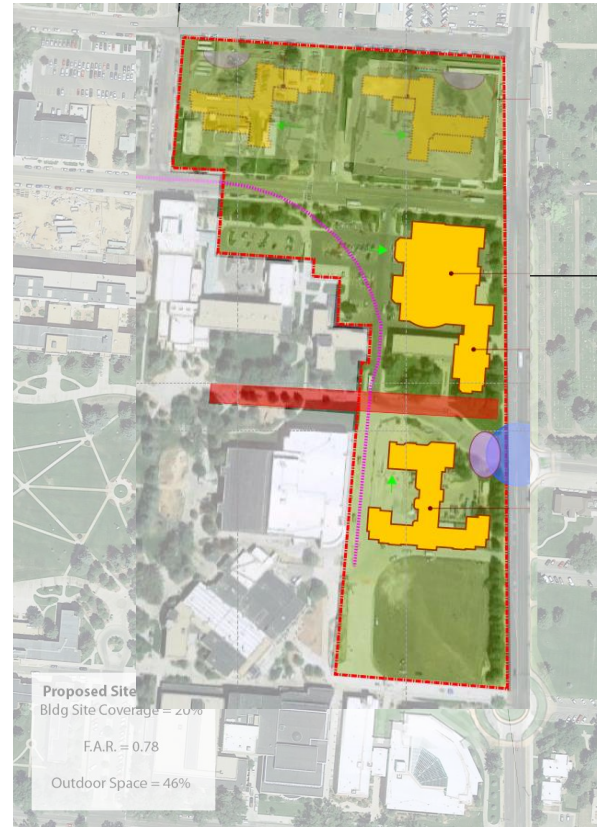 Proposed Site
Bldg Site Coverage = 20%
F.A.R. = 0.78
Outdoor Space = 46%